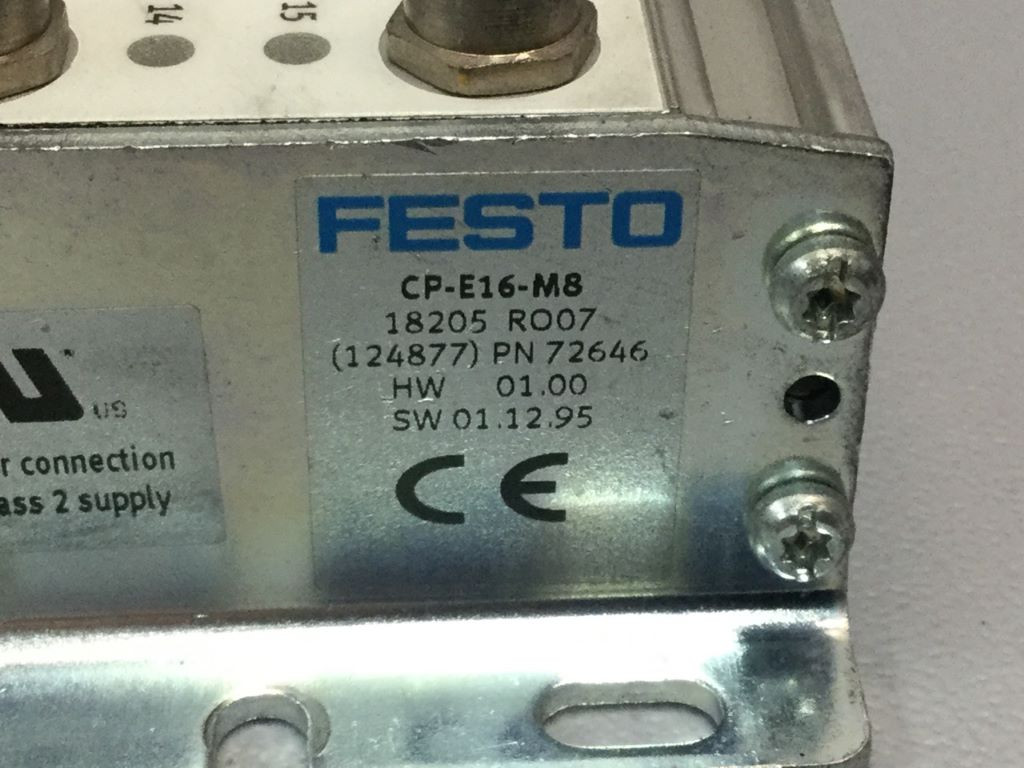 14
15
FESTO
CP-E16-M8
18205 RO07
(124877) PN 72646
HW 01.00
SW 01.12.95
CE
US
r connection
ass 2 supply